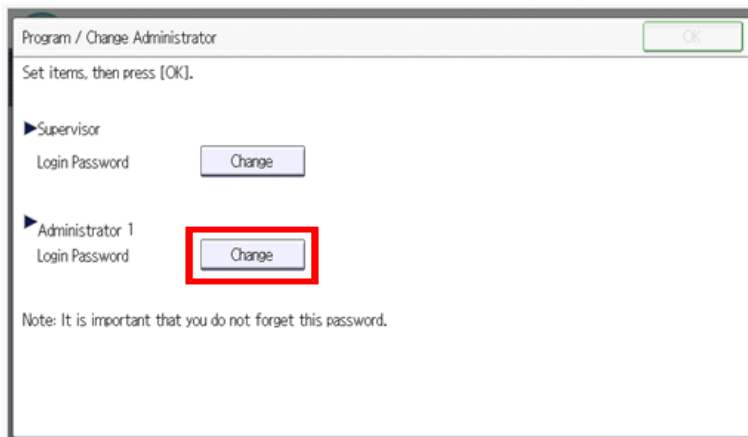 Program / Change Administrator
OK
Set items, then press [OK].
Supervisor
Login Password
Change
Administrator 1
Login Password
Change
Note: It is important that you do not forget this password.